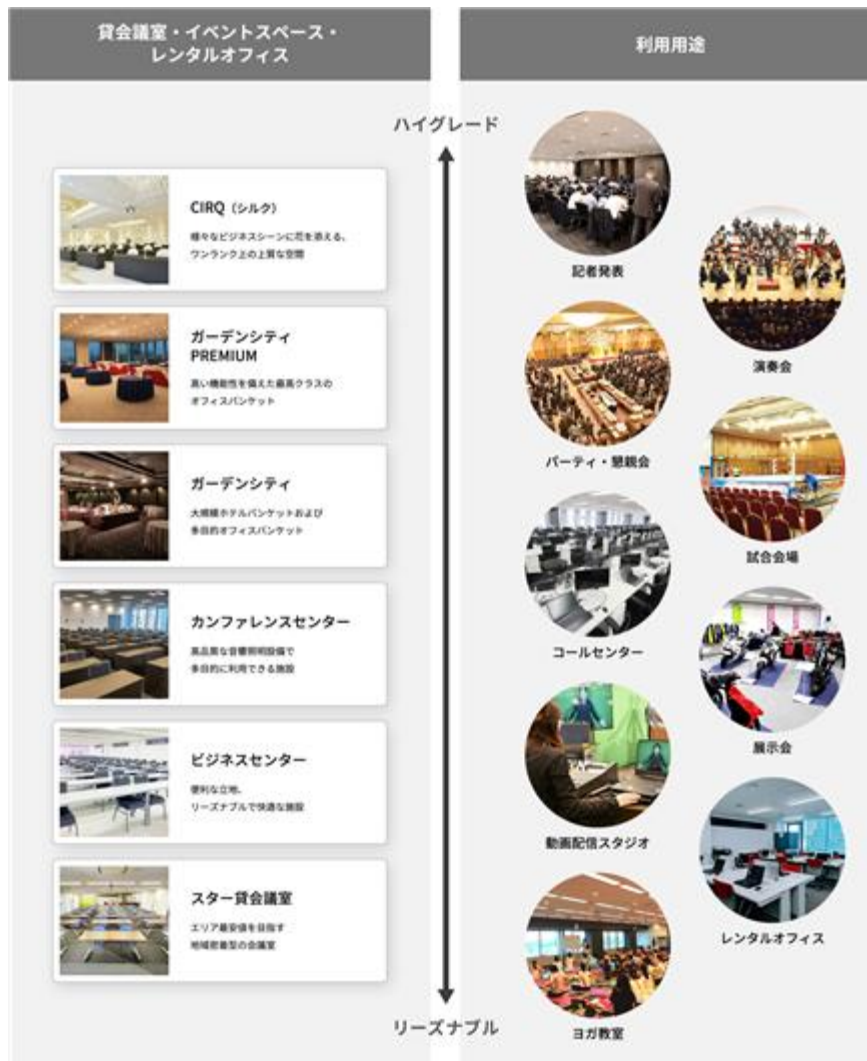 貸会議室・イベントスペース・
レンタルオフィス
利用用途
ハイグレード
CIRQ（シルク）
様々なビジネスシーンに花を添える、
ワンランク上の上質な空間
ガーデンシティ
PREMIUM
高い機能性を備えた最高クラスの
オフィスバンケット
ガーデンシティ
大規模ホテルバンケットおよび
多目的オフィスバンケット
カンファレンスセンター
高品質な音響照明設備で
多目的に利用できる施設
ビジネスセンター
便利な立地、
リーズナブルで快適な施設
スター貸会議室
エリア最安値を目指す
地域密着型の会議室
記者発表
演奏会
パーティ・懇親会
試合会場
コールセンター
展示会
動画配信スタジオ
レンタルオフィス
ヨガ教室
リーズナブル